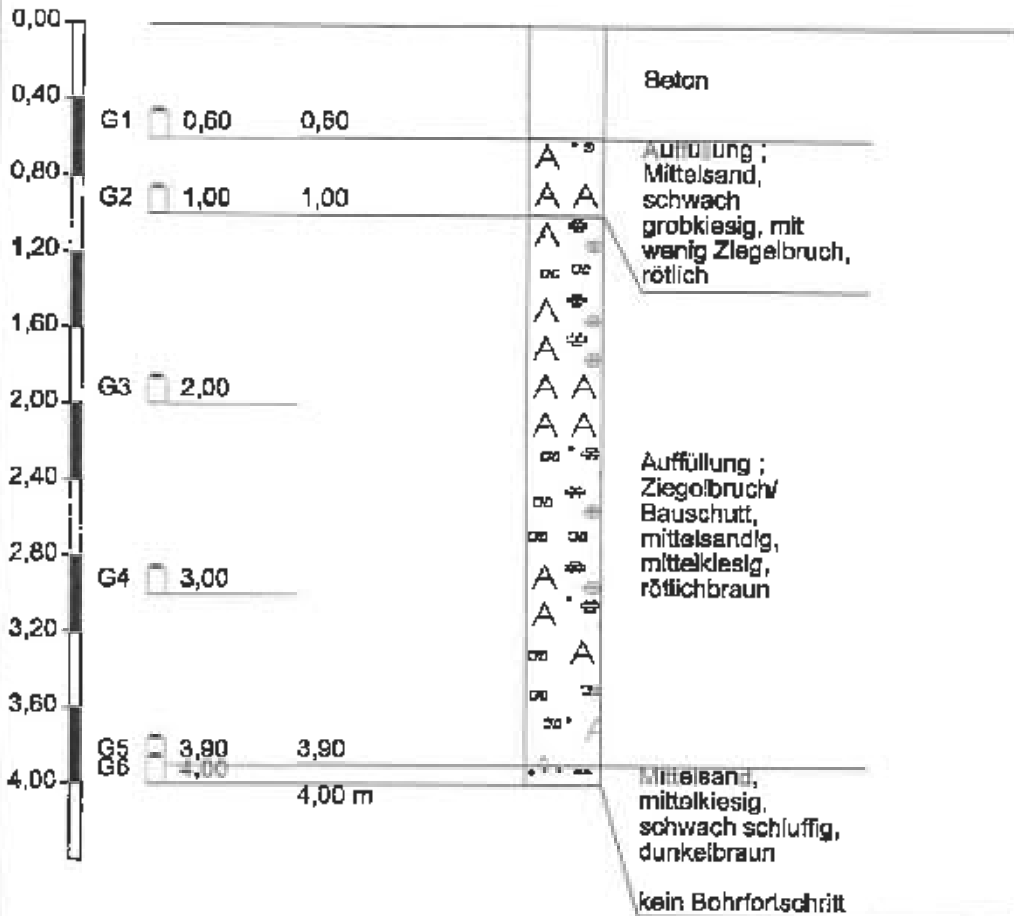 0,00
Beton
0,40
G1 0,60 0,60
0,80
Auffüllung ;
Mittelsand,
schwach
grobkiesig, mit
wenig Ziegelbruch,
rötlich
G2 1,00 1,00
1,20
1,60
G3 2,00
2,00
2,40
Auffüllung ;
Ziegelbruch/
Bauschutt,
mittelsandig,
mittelkiesig,
rötlichbraun
2,80
G4 3,00
3,20
3,60
G5 3,90 3,90
G6 4,00
4,00
4,00 m
Mittelsand,
mittelkiesig,
schwach schluffig,
dunkelbraun
kein Bohrfortschritt